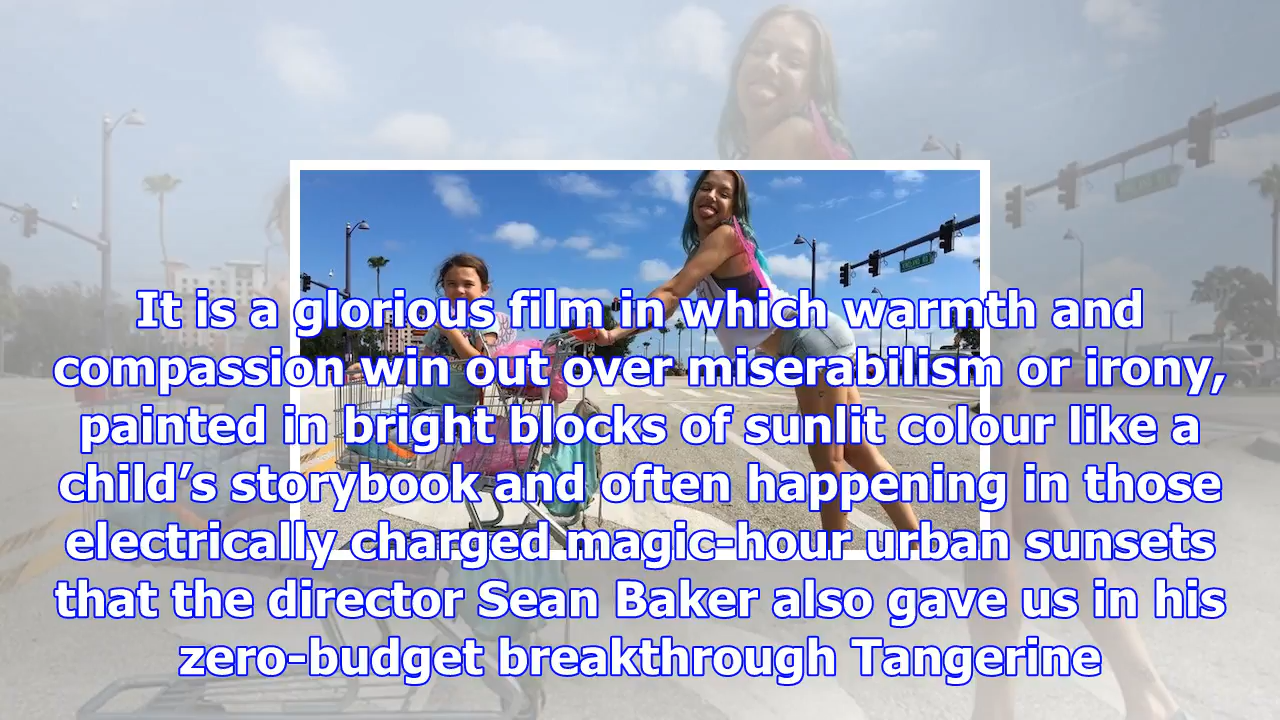 It is a glorious film in which warmth and
compassion win out over miserabilism or irony,
painted in bright blocks of sunlit colour like a
child’s storybook and often happening in those
electrically charged magic-hour urban sunsets
that the director Sean Baker also gave us in his
zero-budget breakthrough Tangerine